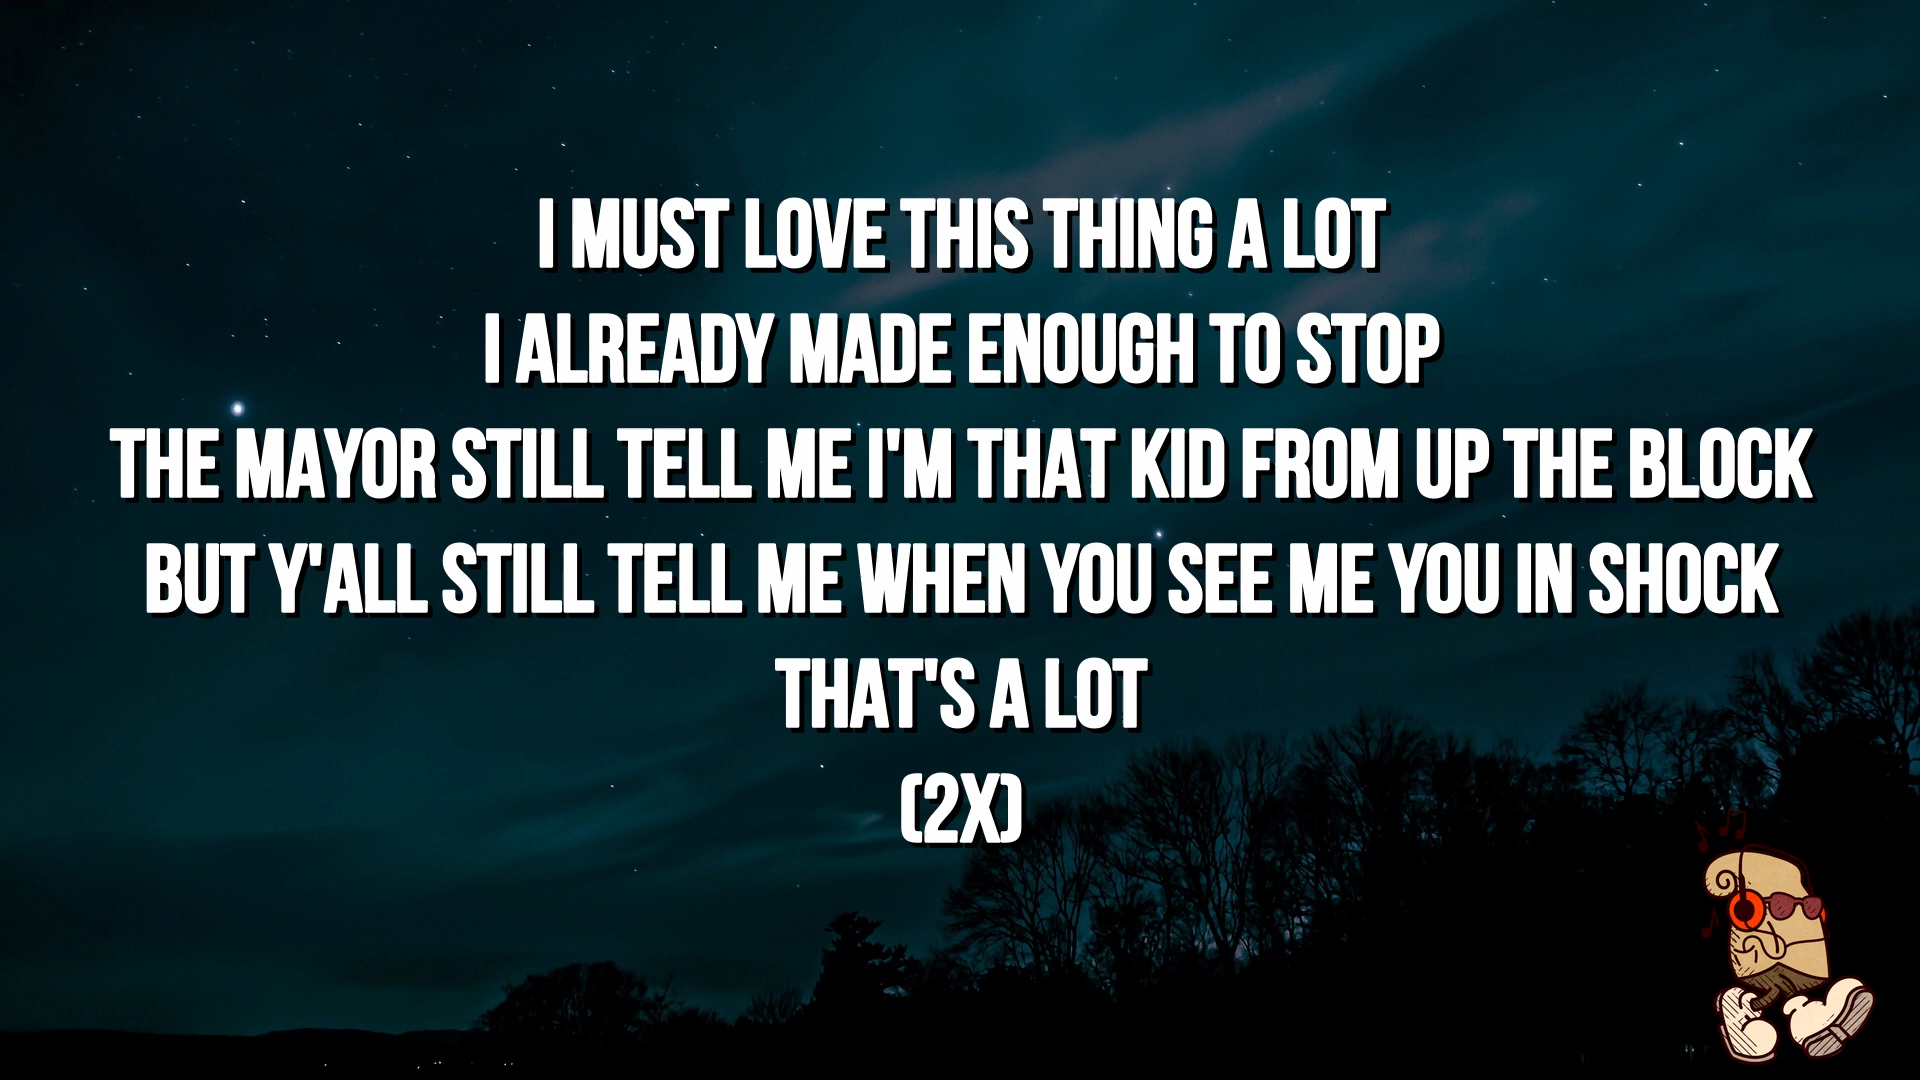 I MUST LOVE THIS THING A LOT
I ALREADY MADE ENOUGH TO STOP
THE MAYOR STILL TELL ME I'M THAT KID FROM UP THE BLOCK
BUT Y'ALL STILL TELL ME WHEN YOU SEE ME YOU IN SHOCK
THAT'S A LOT
(2X)